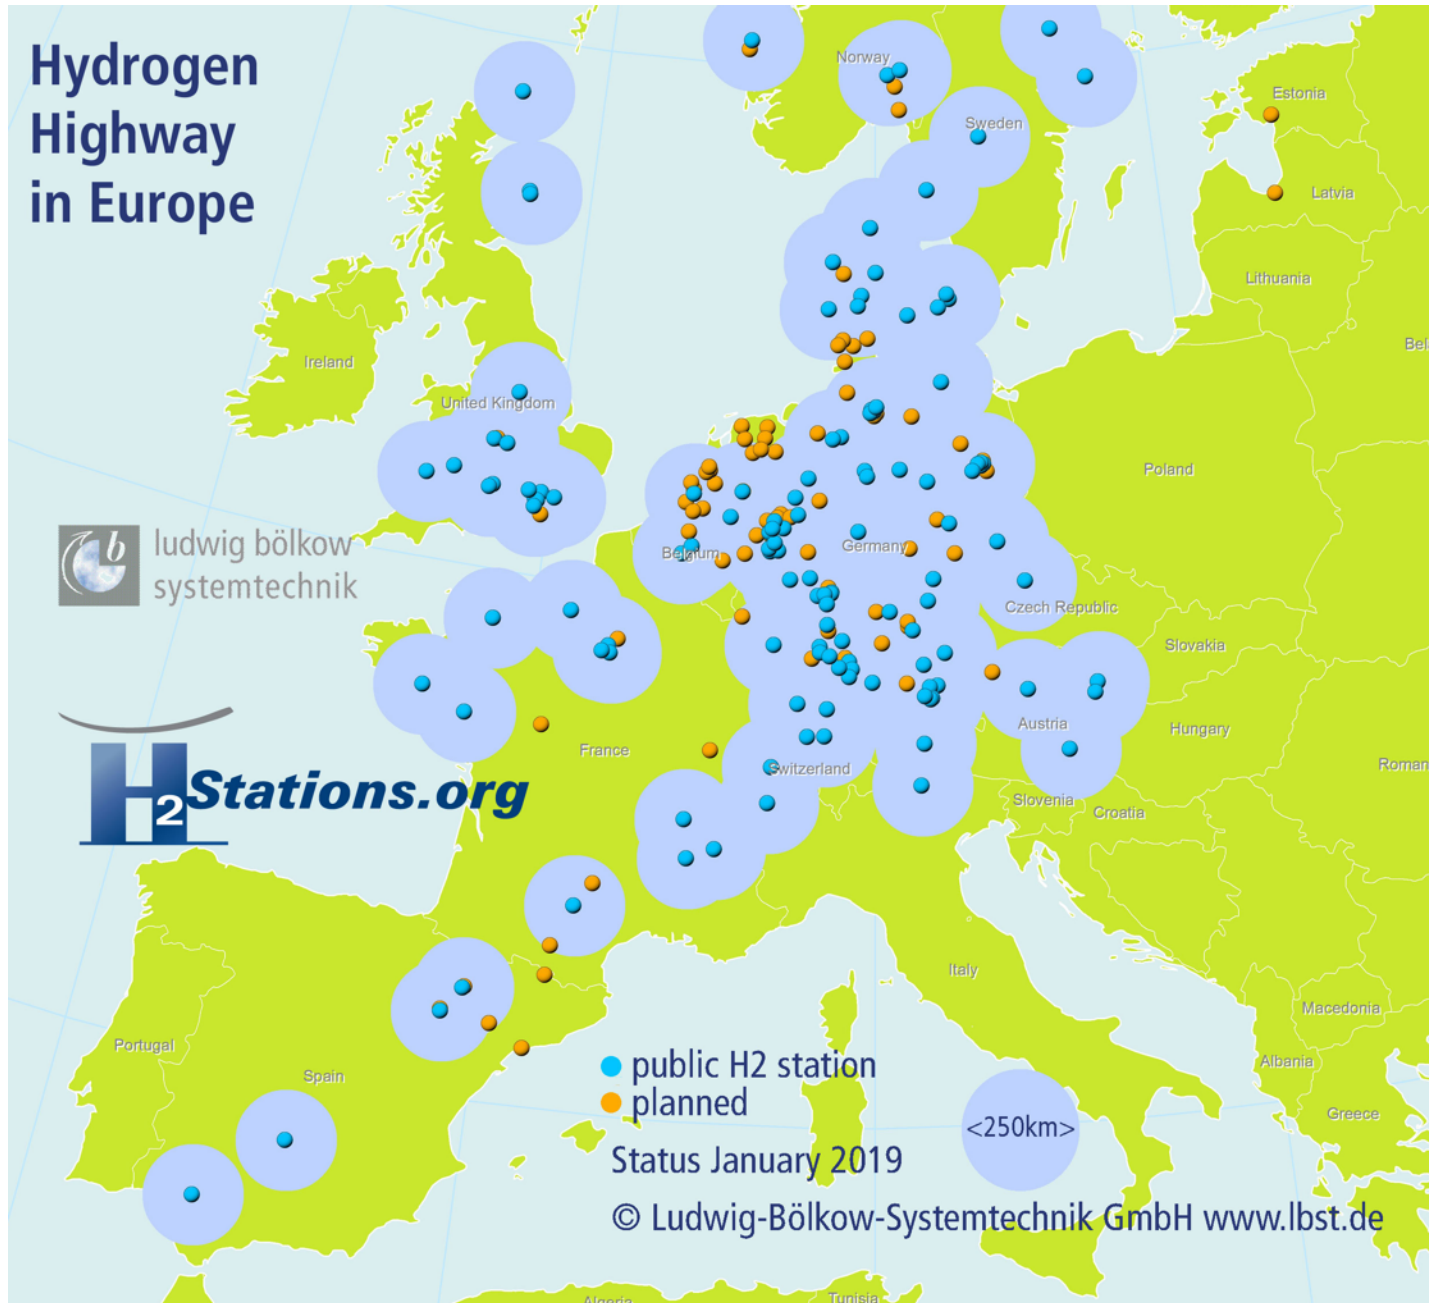 Hydrogen
Highway
in Europe
Norway
Sweden
Estonia
Latvia
Lithuania
Ireland
United Kingdom
Poland
ludwig bölkow
systemtechnik
b
Belgium
Germany
Czech Republic
Slovakia
Austria
Hungary
France
Switzerland
H2Stations.org
Slovenia
Croatia
Italy
Macedonia
Portugal
Spain
Albania
Greece
public H2 station
planned
<250km>
Status January 2019
© Ludwig-Bölkow-Systemtechnik GmbH www.lbst.de
Bel
Roman
Algeria
Tunisia